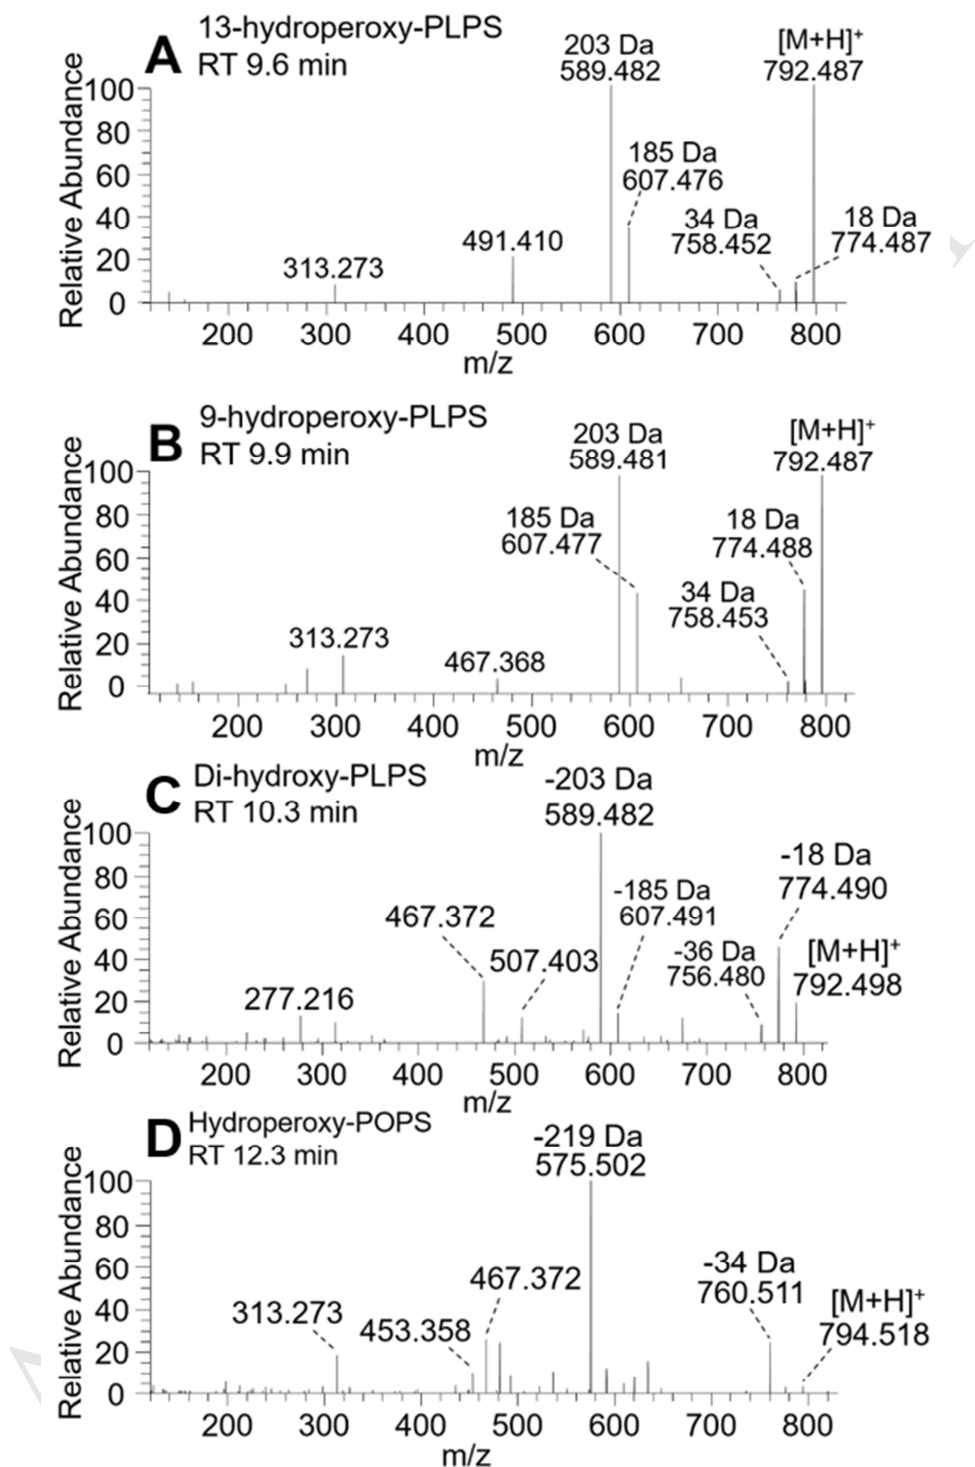 A
13-hydroperoxy-PLPS
RT 9.6 min
203 Da
589.482
[M+H]+
792.487
185 Da
607.476
34 Da
758.452
18 Da
774.487
491.410
313.273
Relative Abundance
100
80
60
40
20
0
200 300 400 500 600 700 800
m/z
B
9-hydroperoxy-PLPS
RT 9.9 min
203 Da
589.481
[M+H]+
792.487
185 Da
607.477
18 Da
774.488
34 Da
758.453
313.273
467.368
Relative Abundance
100
80
60
40
20
0
200 300 400 500 600 700 800
m/z
C
Di-hydroxy-PLPS
RT 10.3 min
-203 Da
589.482
-18 Da
774.490
-185 Da
607.491
467.372
507.403
-36 Da
756.480
[M+H]+
792.498
277.216
Relative Abundance
100
80
60
40
20
0
200 300 400 500 600 700 800
m/z
D
Hydroperoxy-POPS
RT 12.3 min
-219 Da
575.502
-34 Da
760.511
[M+H]+
794.518
467.372
313.273
453.358
Relative Abundance
100
80
60
40
20
0
200 300 400 500 600 700 800
m/z